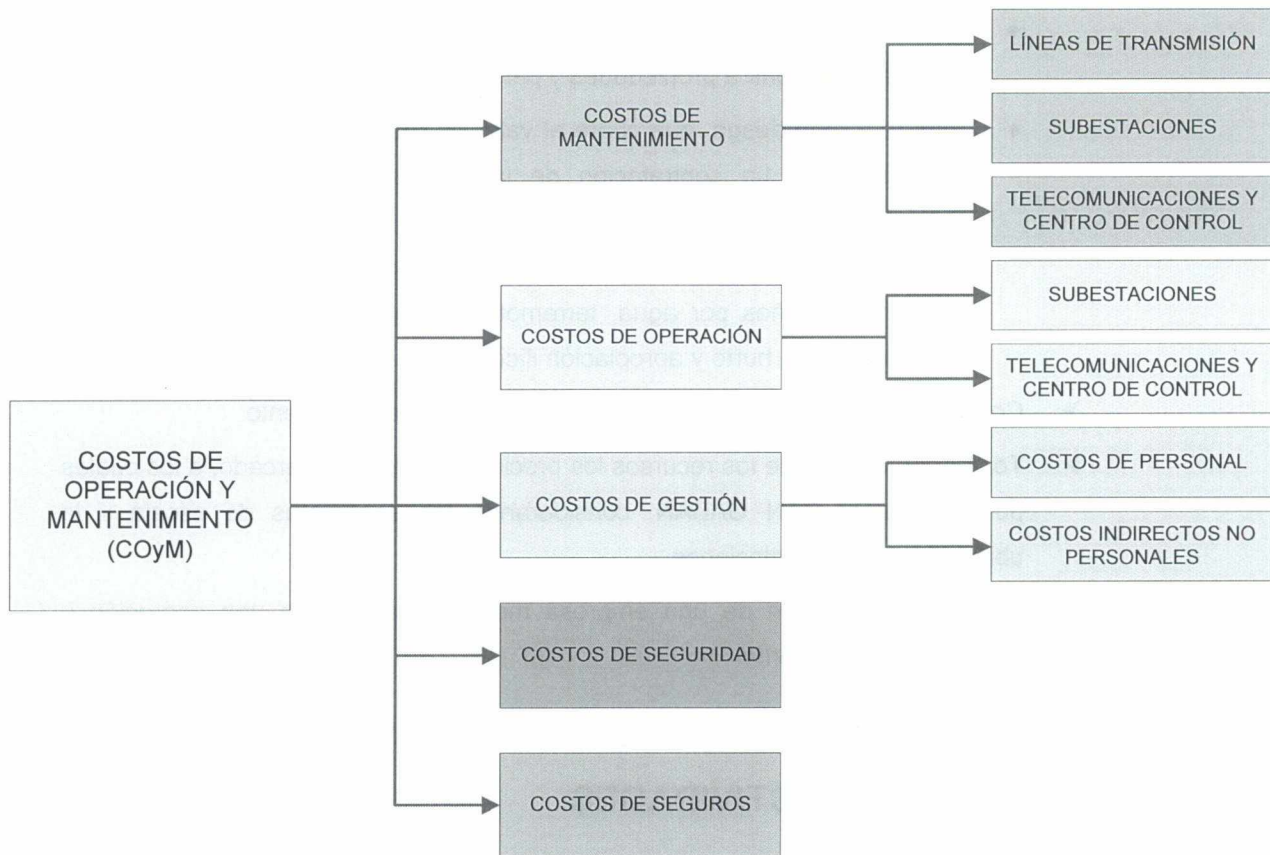 COSTOS DE
OPERACIÓN Y
MANTENIMIENTO
(COyM)
COSTOS DE
MANTENIMIENTO
LÍNEAS DE TRANSMISIÓN
SUBESTACIONES
TELECOMUNICACIONES Y
CENTRO DE CONTROL
COSTOS DE OPERACIÓN
SUBESTACIONES
TELECOMUNICACIONES Y
CENTRO DE CONTROL
COSTOS DE GESTIÓN
COSTOS DE PERSONAL
COSTOS INDIRECTOS NO
PERSONALES
COSTOS DE SEGURIDAD
COSTOS DE SEGUROS